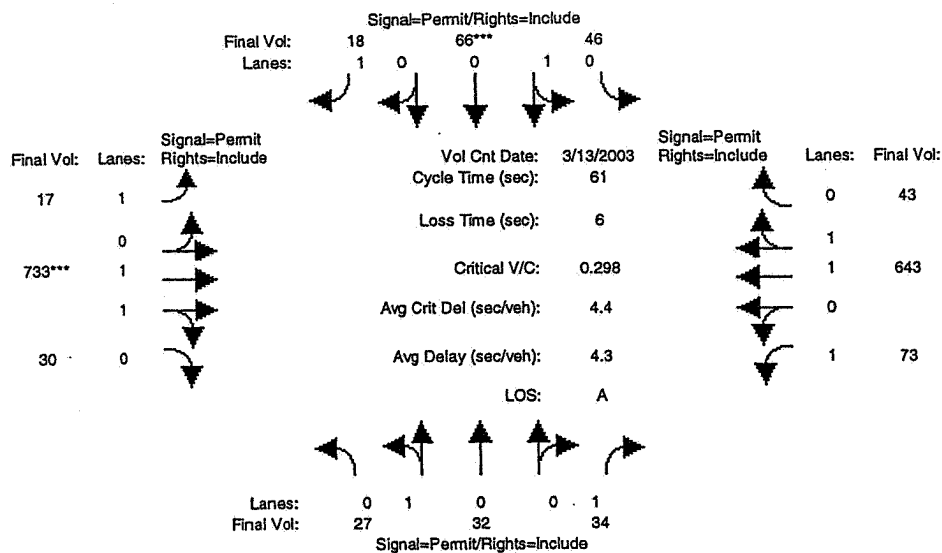 Signal=Permit/Rights=Include
Final Vol: 18 66*** 46
Lanes: 1 0 0 1 0
Signal=Permit
Final Vol: Lanes: Rights=Include
Vol Cnt Date: 3/13/2003
Signal=Permit
Rights=Include Lanes: Final Vol:
Cycle Time (sec): 61
17 1
0 43
Loss Time (sec): 6
0
1
733*** 1
Critical V/C: 0.298
1 643
1
Avg Crit Del (sec/veh): 4.4
0
30 0
Avg Delay (sec/veh): 4.3
1 73
LOS: A
Lanes: 0 1 0 0 1
Final Vol: 27 32 34
Signal=Permit/Rights=Include